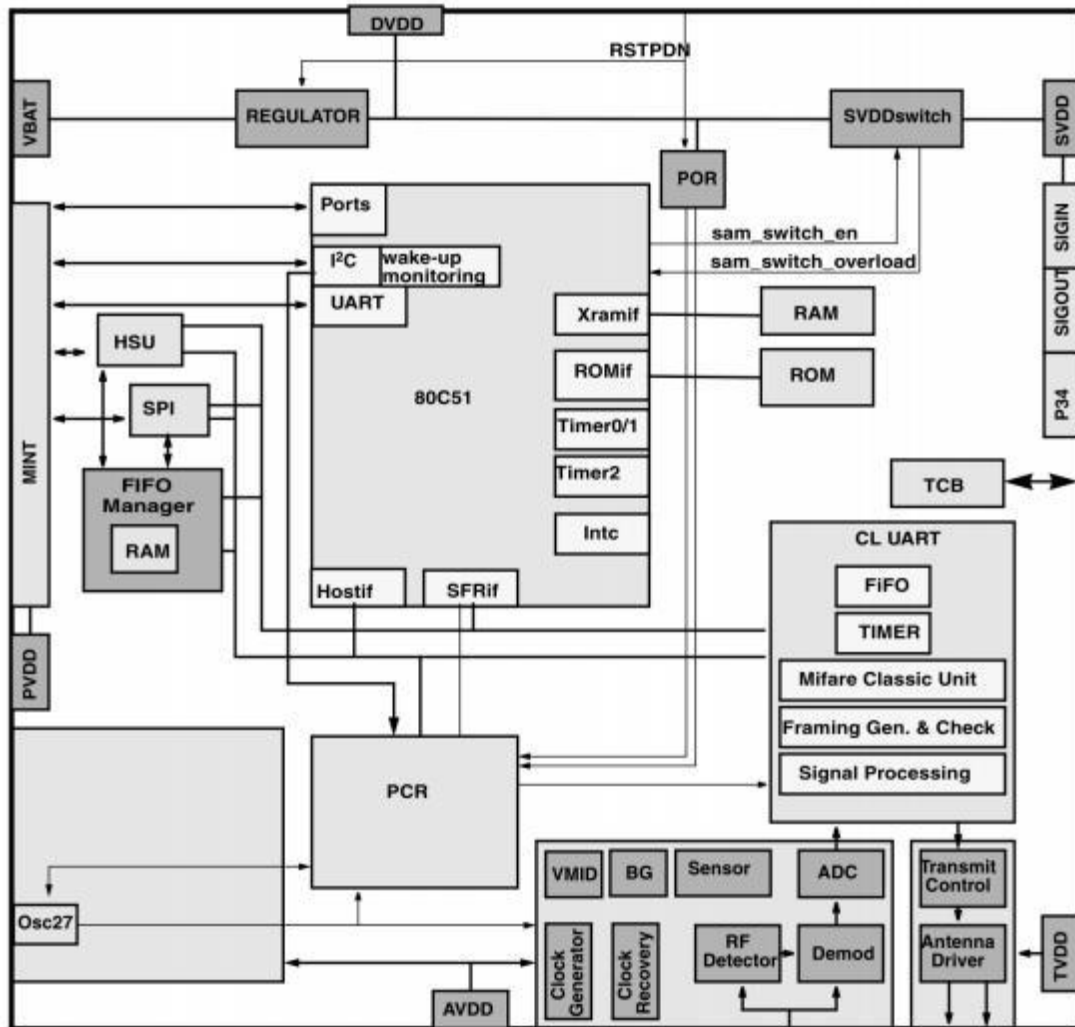 DVDD
RSTPDN
VBAT
REGULATOR
SVDDswitch
SVDD
POR
Ports
sam_switch_en
SIGIN
I²C
wake-up
monitoring
sam_switch_overload
UART
Xramif
RAM
SIGOUT
HSU
ROMif
ROM
80C51
SPI
P34
Timer0/1
MINT
Timer2
TCB
FIFO
Manager
RAM
Intc
CL UART
Hostif
SFRif
FiFO
TIMER
PVDD
Mifare Classic Unit
Framing Gen. & Check
Signal Processing
PCR
VMID
BG
Sensor
ADC
Transmit
Control
Osc27
Clock
Generator
Clock
Recovery
RF
Detector
Demod
Antenna
Driver
TVDD
AVDD